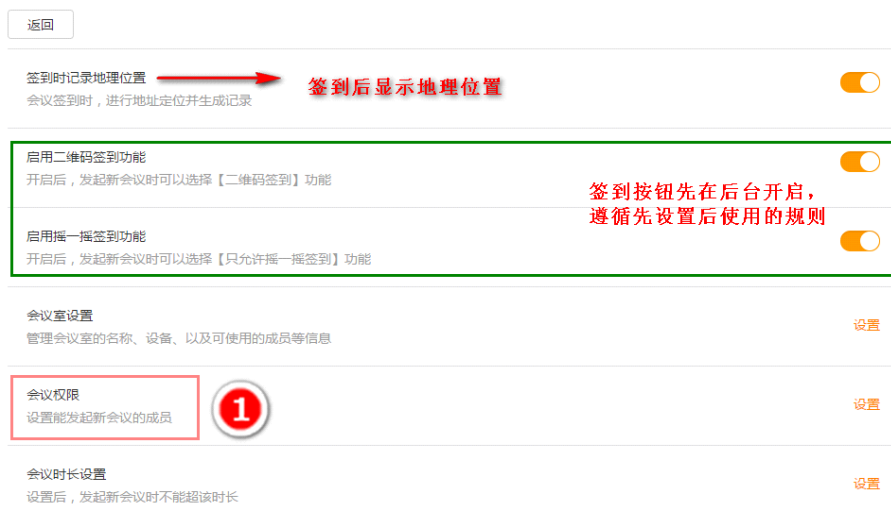 返回
签到时记录地理位置
签到后显示地理位置
会议签到时，进行地址定位并生成记录
启用二维码签到功能
开启后，发起新会议时可以选择【二维码签到】功能
签到按钮先在后台开启，
遵循先设置后使用的规则
启用摇一摇签到功能
开启后，发起新会议时可以选择【只允许摇一摇签到】功能
会议室设置
管理会议室的名称、设备、以及可使用的成员等信息
设置
会议权限
设置能发起新会议的成员
1
设置
会议时长设置
设置后，发起新会议时不能超该时长
设置